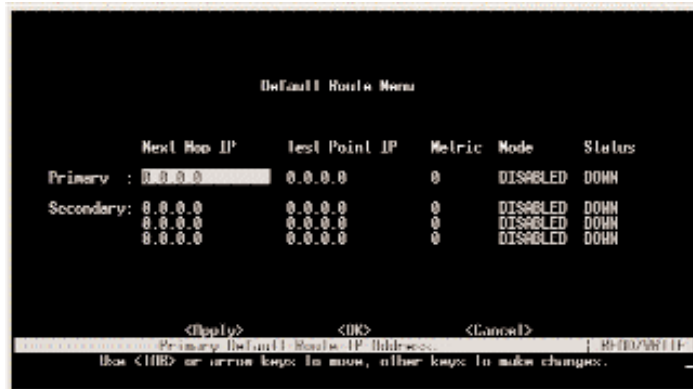 Default Route Menu
Next Hop IP Test Point IP Metric Mode Status
Primary : 0.0.0.0 0.0.0.0 0 DISABLED DOWN
Secondary: 0.0.0.0 0.0.0.0 0 DISABLED DOWN
0.0.0.0 0.0.0.0 0 DISABLED DOWN
0.0.0.0 0.0.0.0 0 DISABLED DOWN
<Apply> <OK> <Cancel>
Primary Default Route IP Address. | READ/WRITE
Use <TAB> or arrow keys to move, other keys to make changes.